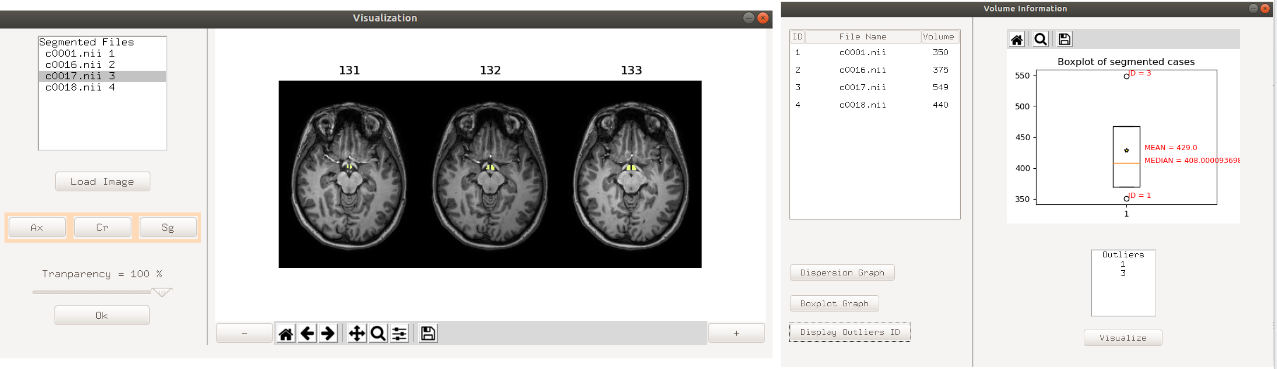 Visualization
Segmented Files
c0001.nii 1
c0016.nii 2
c0017.nii 3
c0018.nii 4
Load Image
Ax Cr Sg
Tranparency = 100 %
Ok
131 132 133
- +
Volume Information
ID File Name Volume
1 c0001.nii 350
2 c0016.nii 375
3 c0017.nii 549
4 c0018.nii 440
Dispersion Graph
Boxplot Graph
Display Outliers ID
Boxplot of segmented cases
550
500
450
400
350
ID = 3
MEAN = 429.0
MEDIAN = 408.000093698
ID = 1
1
Outliers
1
3
Visualize